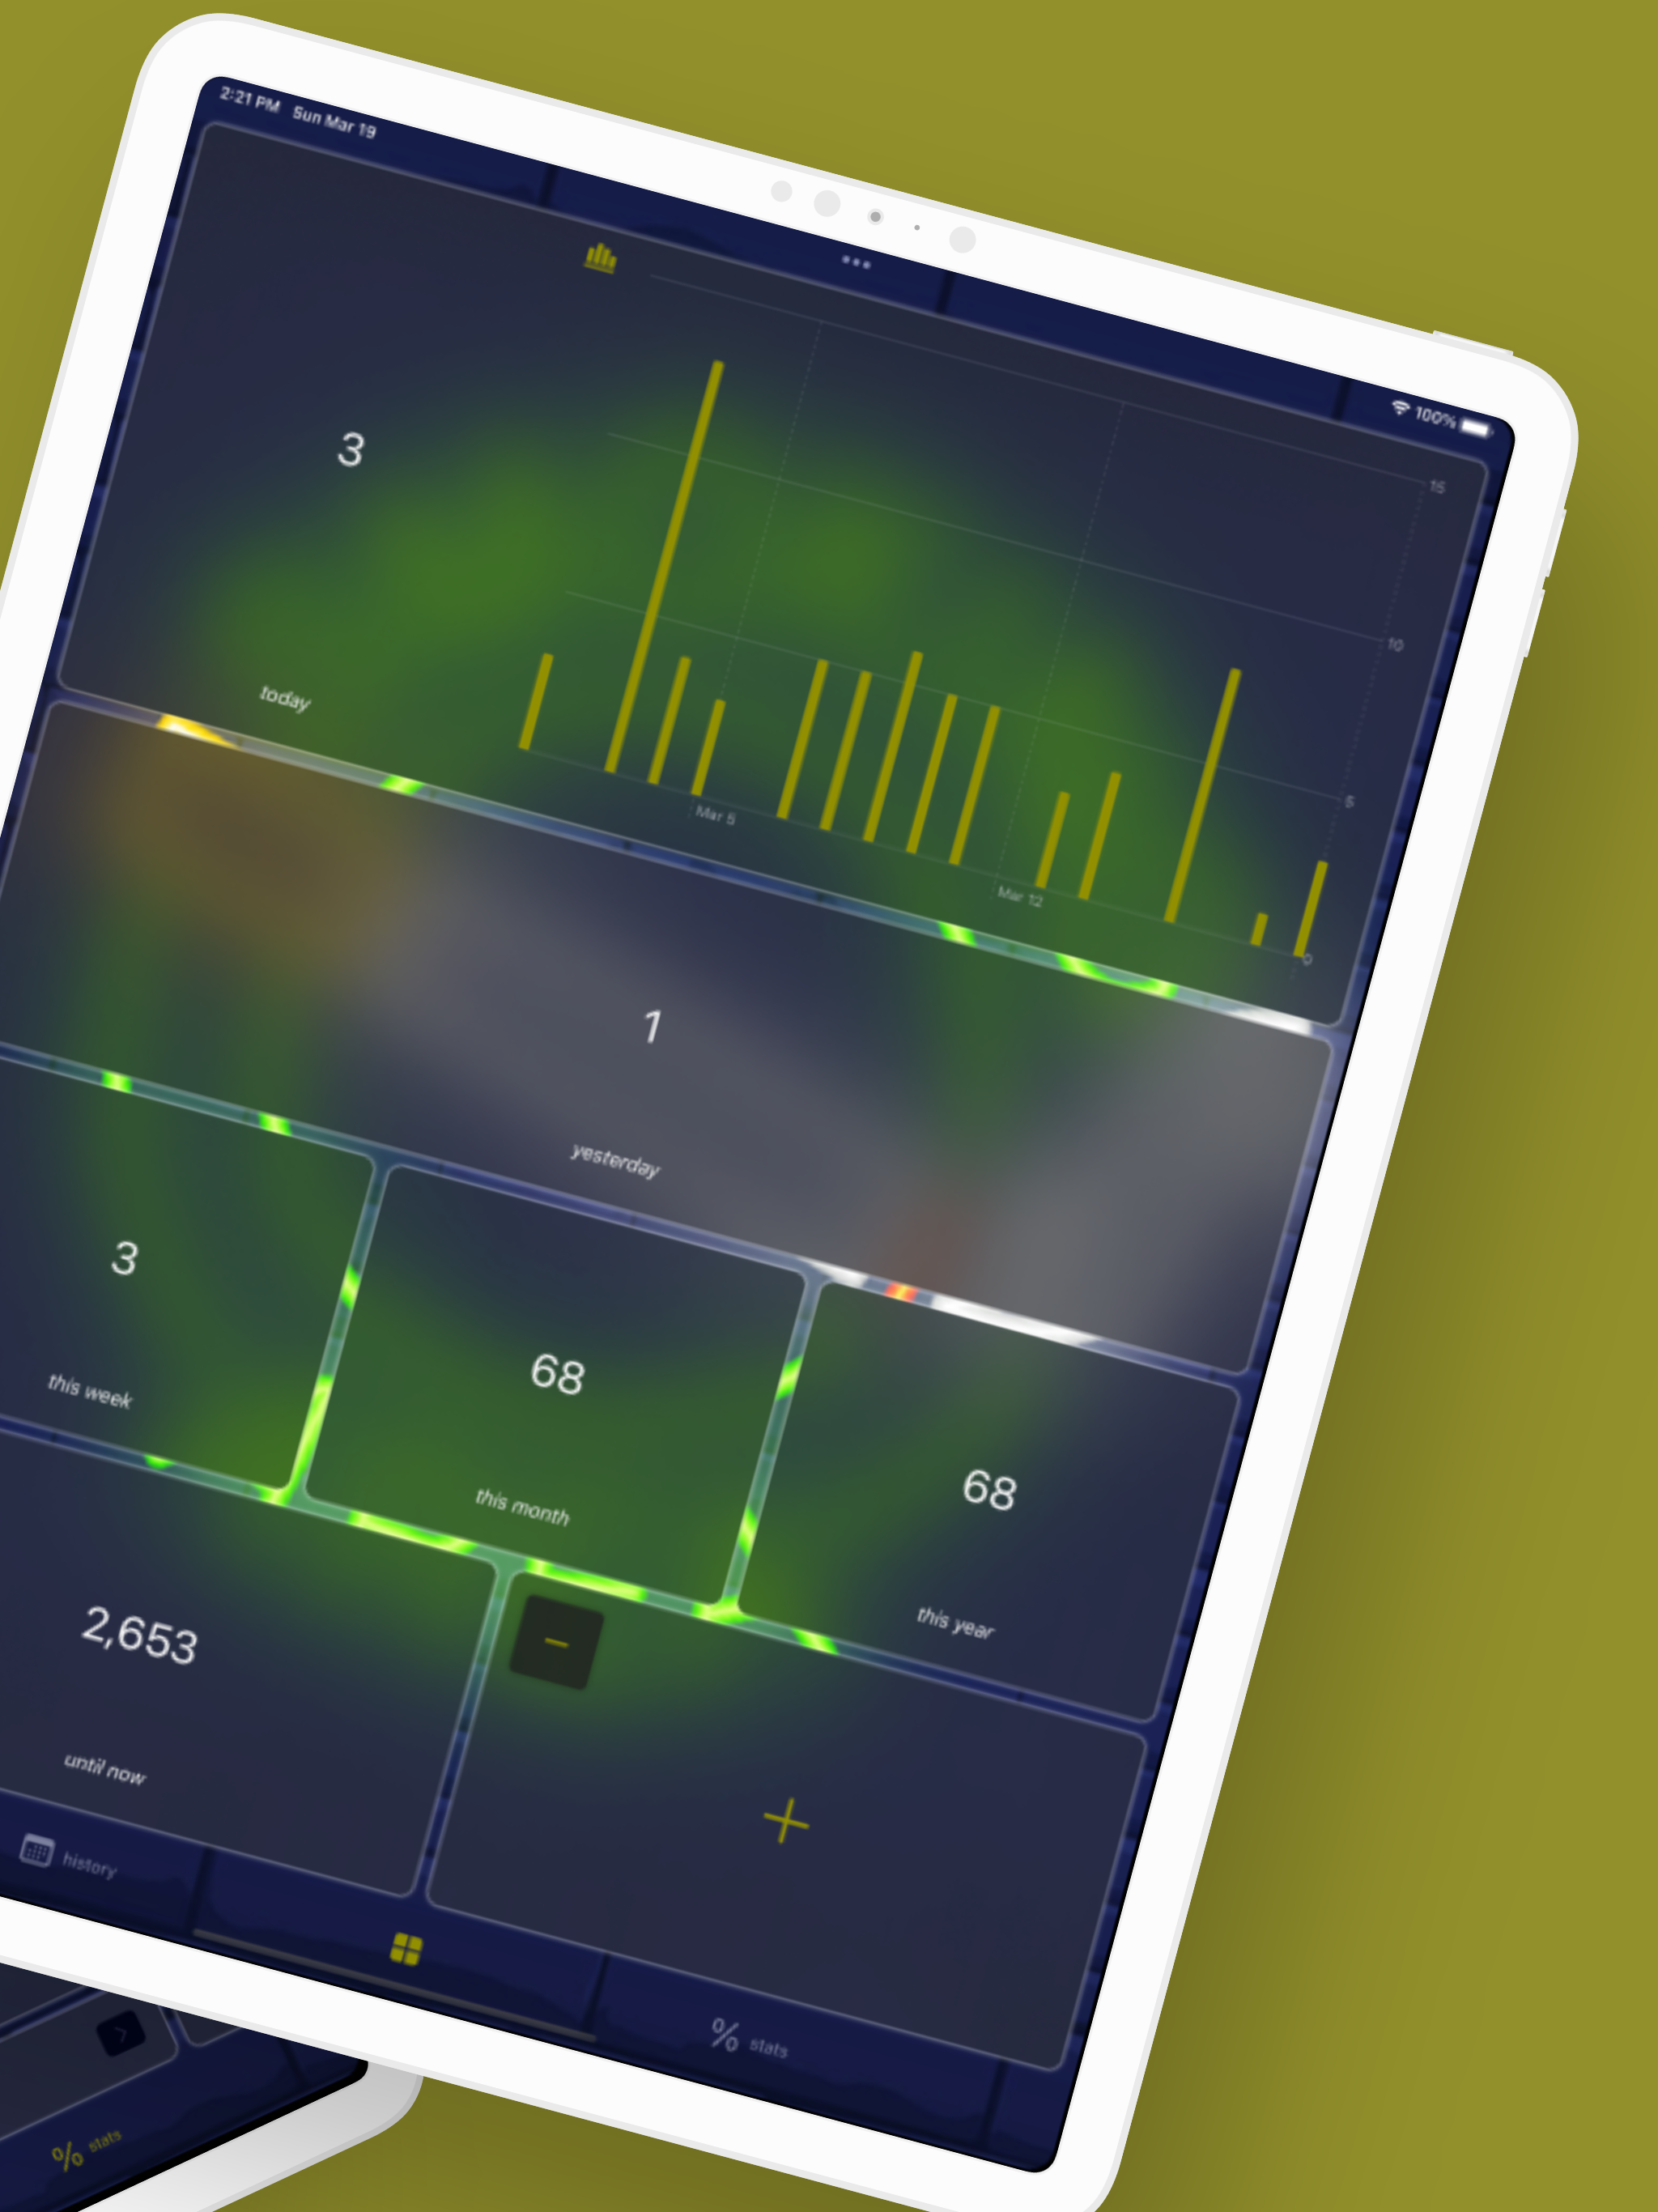 2:21 PM Sun Mar 19
100%
3
today
15
10
5
0
Mar 5
Mar 12
1
yesterday
3
this week
68
this month
68
this year
2,653
until now
history
% stats
% stats